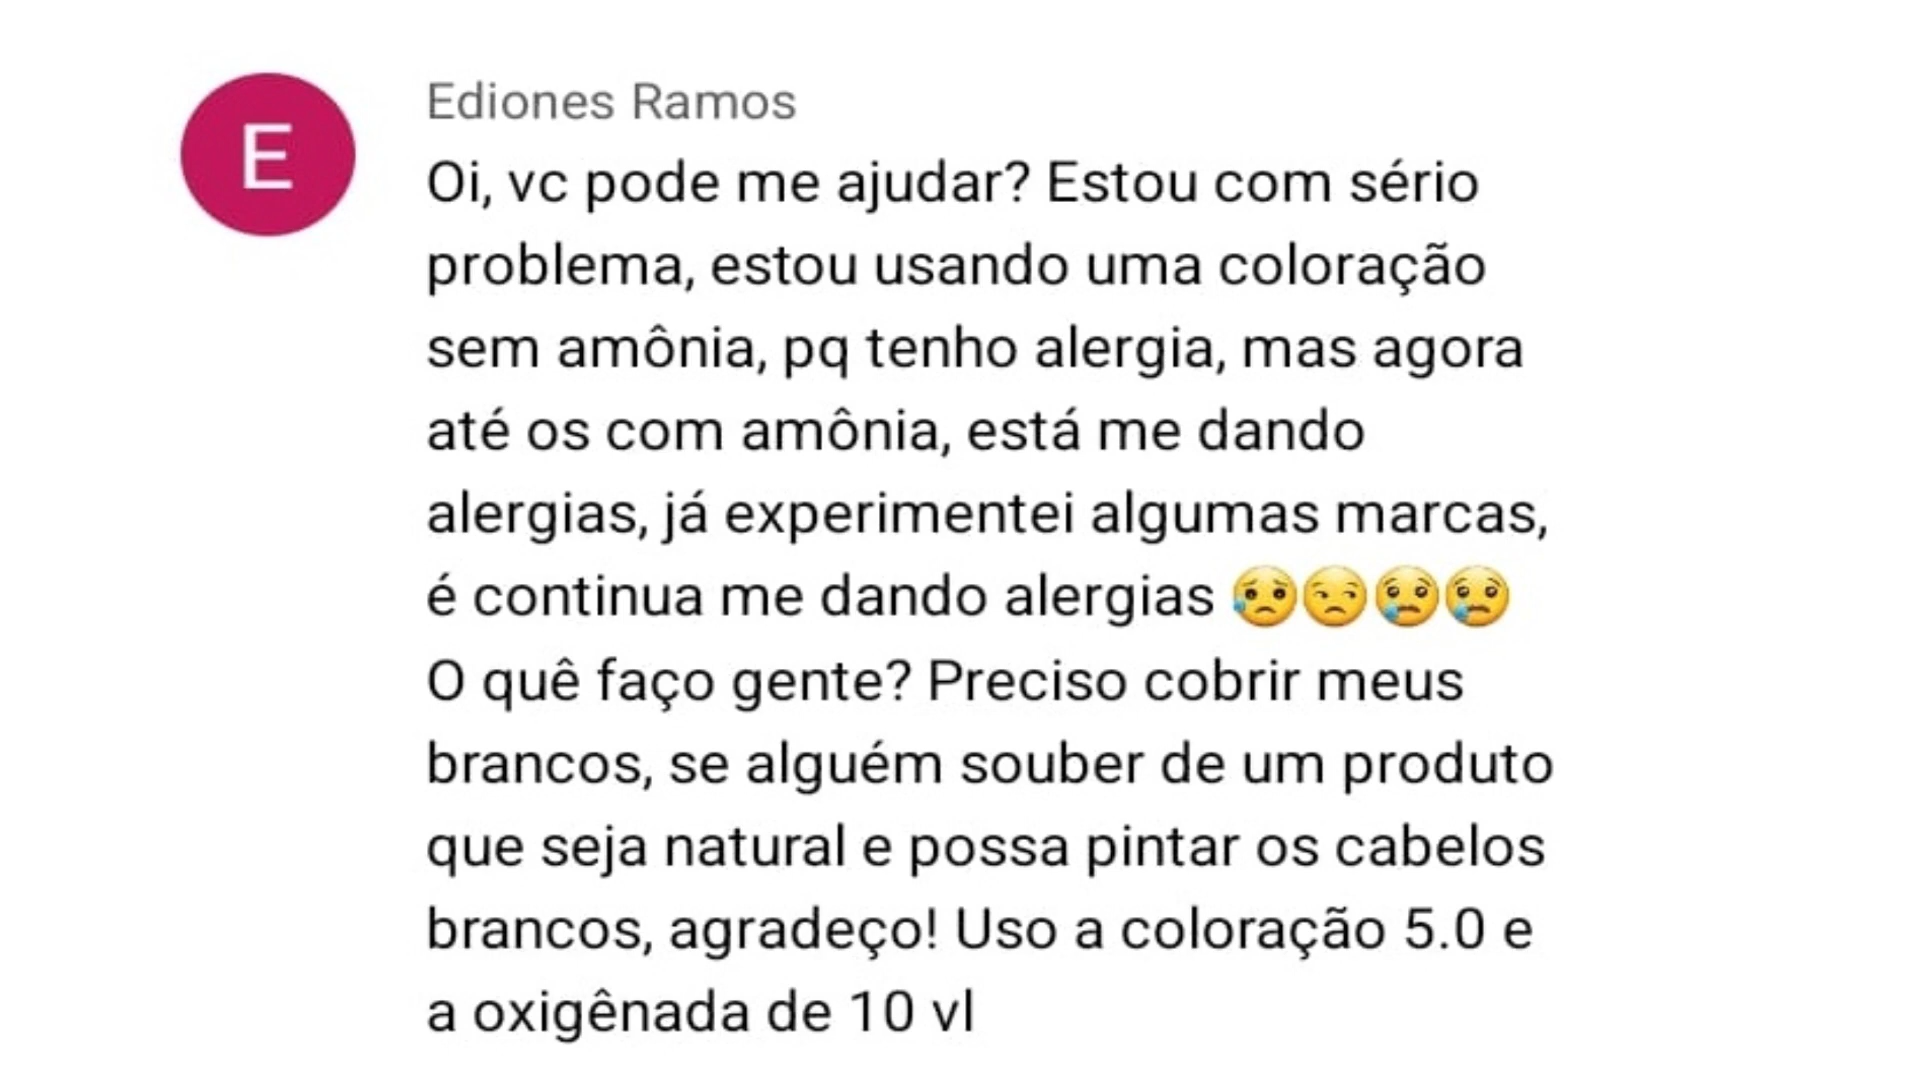 E
Ediones Ramos
Oi, vc pode me ajudar? Estou com sério
problema, estou usando uma coloração
sem amônia, pq tenho alergia, mas agora
até os com amônia, está me dando
alergias, já experimentei algumas marcas,
é continua me dando alergias 😥😒😢😢
O quê faço gente? Preciso cobrir meus
brancos, se alguém souber de um produto
que seja natural e possa pintar os cabelos
brancos, agradeço! Uso a coloração 5.0 e
a oxigênada de 10 vl